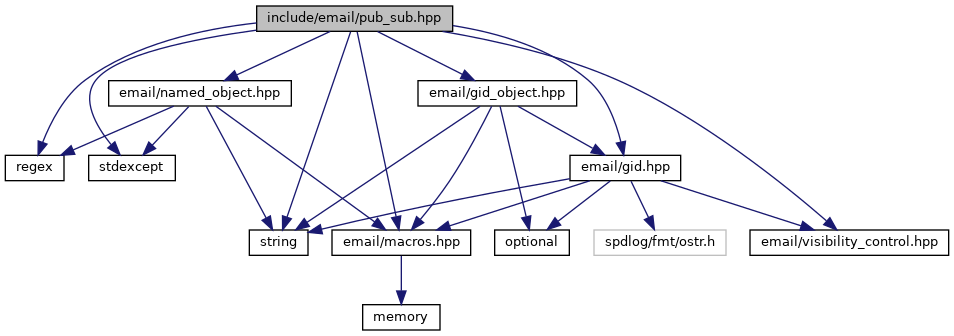 include/email/pub_sub.hpp
email/named_object.hpp
email/gid_object.hpp
regex
stdexcept
email/gid.hpp
string
email/macros.hpp
optional
spdlog/fmt/ostr.h
email/visibility_control.hpp
memory